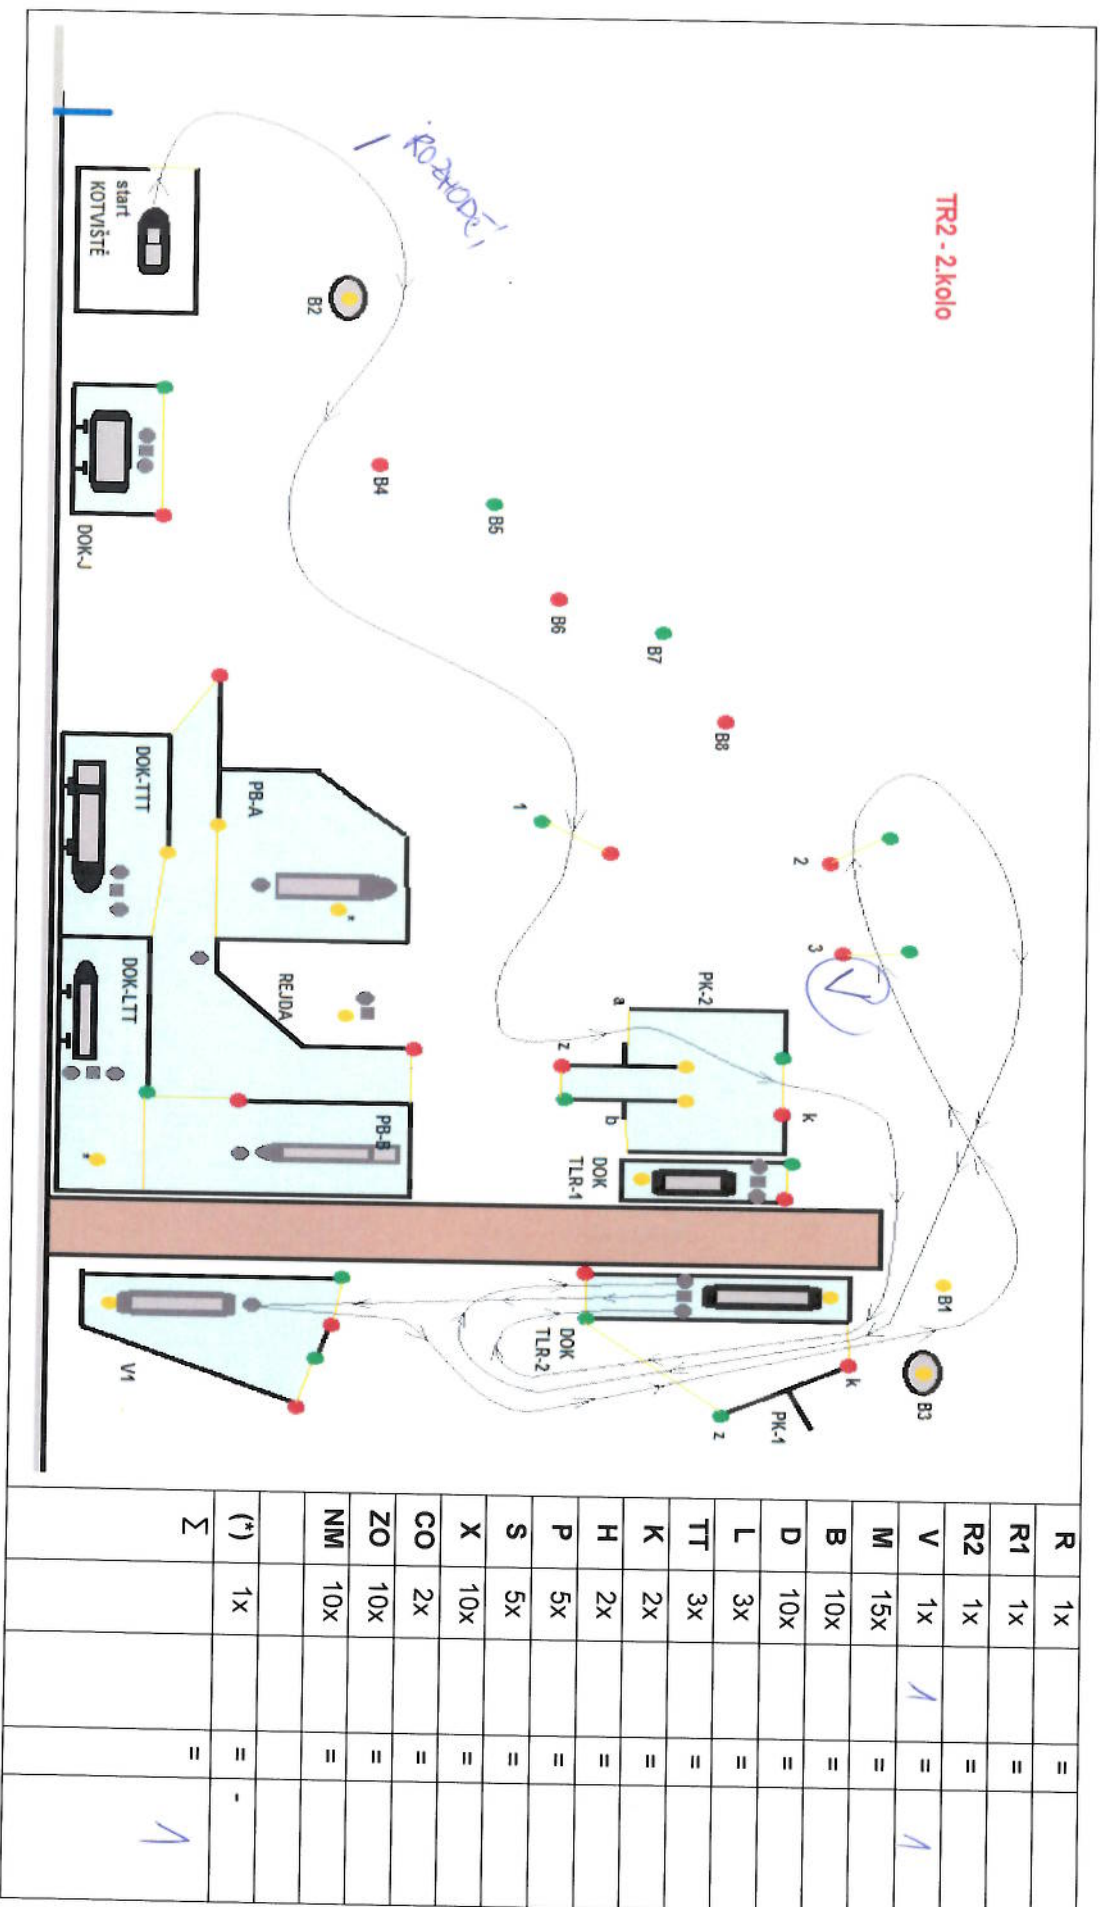 TR2 - 2.kolo
ROZHODČÍ
start
KOTVIŠTĚ
B2
DOK-J
B4
B5
B6
B7
B8
1
2
3
V
DOK-TTT
PB-A
*
DOK-LTT
*
REJDA
PB-B
PK-2
a
z
b
k
DOK
TLR-1
B1
B3
DOK
TLR-2
k
PK-1
z
V1
R 1x =
R1 1x =
R2 1x =
V 1x 1 = 1
M 15x =
B 10x =
D 10x =
L 3x =
TT 3x =
K 2x =
H 2x =
P 5x =
S 5x =
X 10x =
CO 2x =
ZO 10x =
NM 10x =
(*) 1x = -
Σ = 1